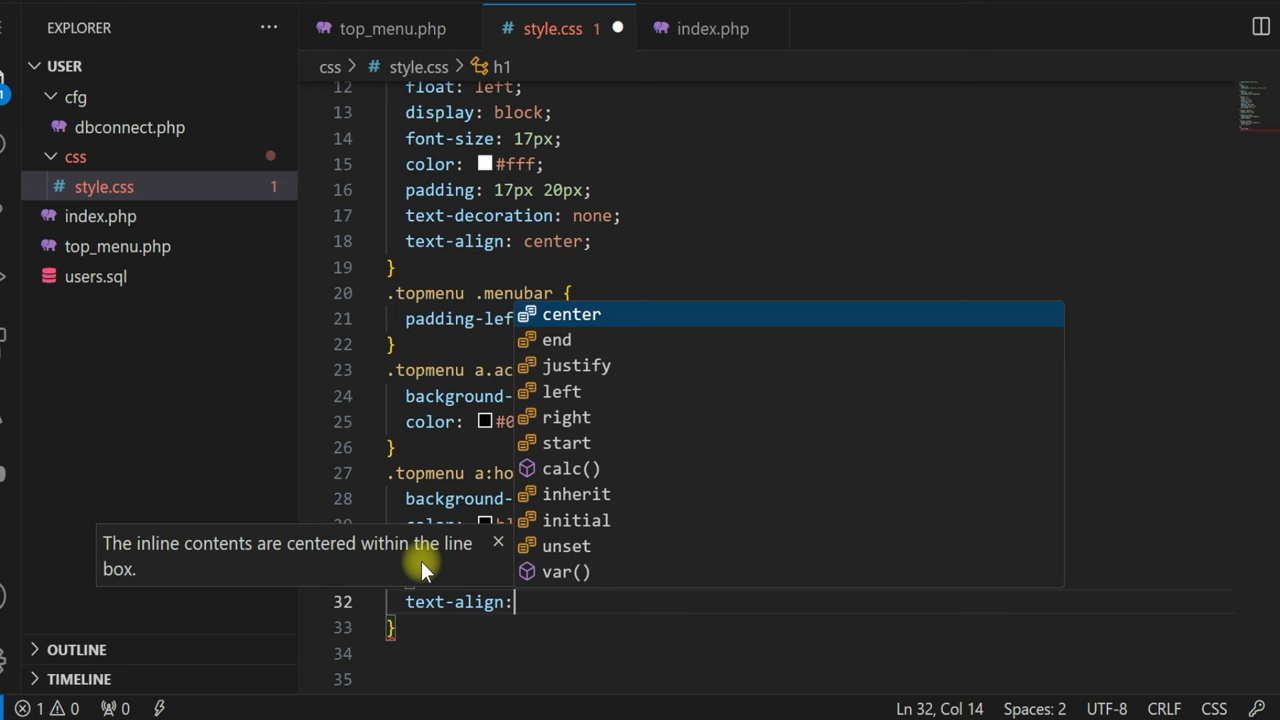 EXPLORER
top_menu.php
# style.css 1
index.php
USER
css > # style.css > h1
cfg
dbconnect.php
css
# style.css 1
index.php
top_menu.php
users.sql
12 float: left;
13 display: block;
14 font-size: 17px;
15 color: #fff;
16 padding: 17px 20px;
17 text-decoration: none;
18 text-align: center;
19 }
20 .topmenu .menubar {
21 padding-lef
22 }
23 .topmenu a.ac
24 background-
25 color: #0
26 }
27 .topmenu a:ho
28 background-
32 text-align:
33 }
34
35
center
end
justify
left
right
start
calc()
inherit
initial
unset
var()
The inline contents are centered within the line
box.
OUTLINE
TIMELINE
1 0 0
Ln 32, Col 14 Spaces: 2 UTF-8 CRLF CSS